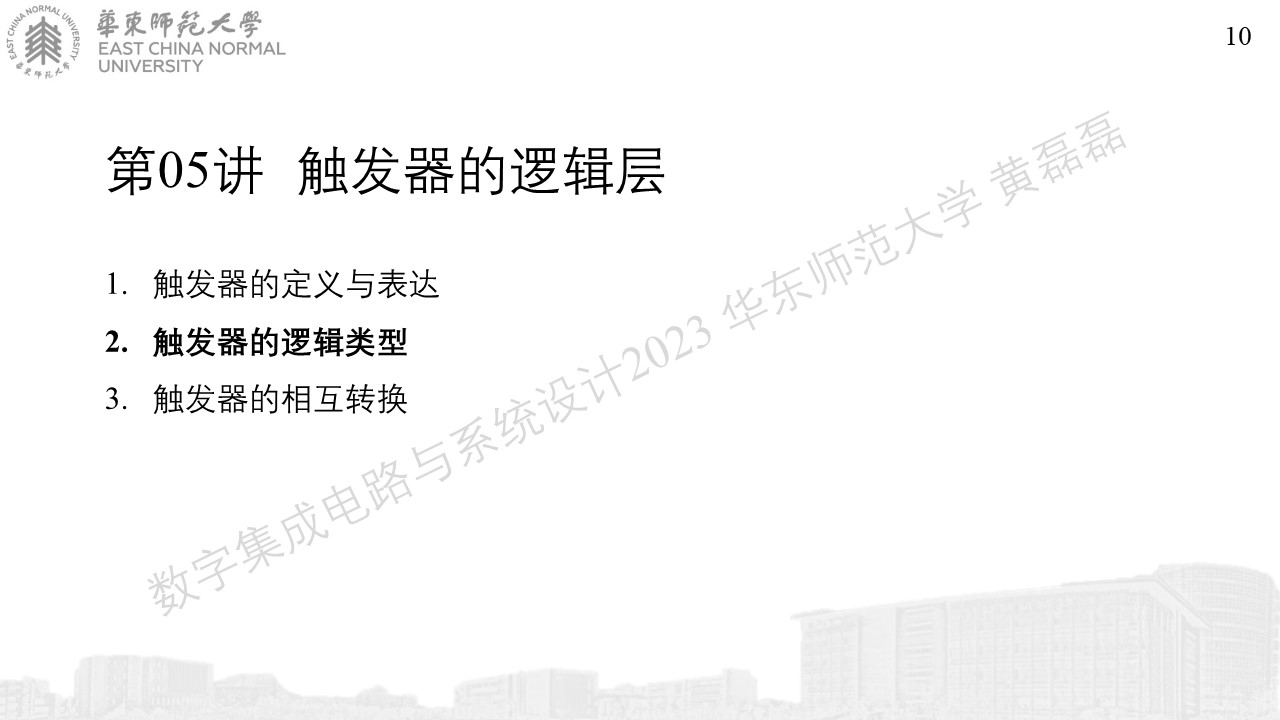 華東師范大學
EAST CHINA NORMAL
UNIVERSITY
EAST CHINA NORMAL UNIVERSITY
華東师范大学
10
第05讲 触发器的逻辑层
1. 触发器的定义与表达
2. 触发器的逻辑类型
3. 触发器的相互转换
数字集成电路与系统设计2023 华东师范大学 黄磊磊